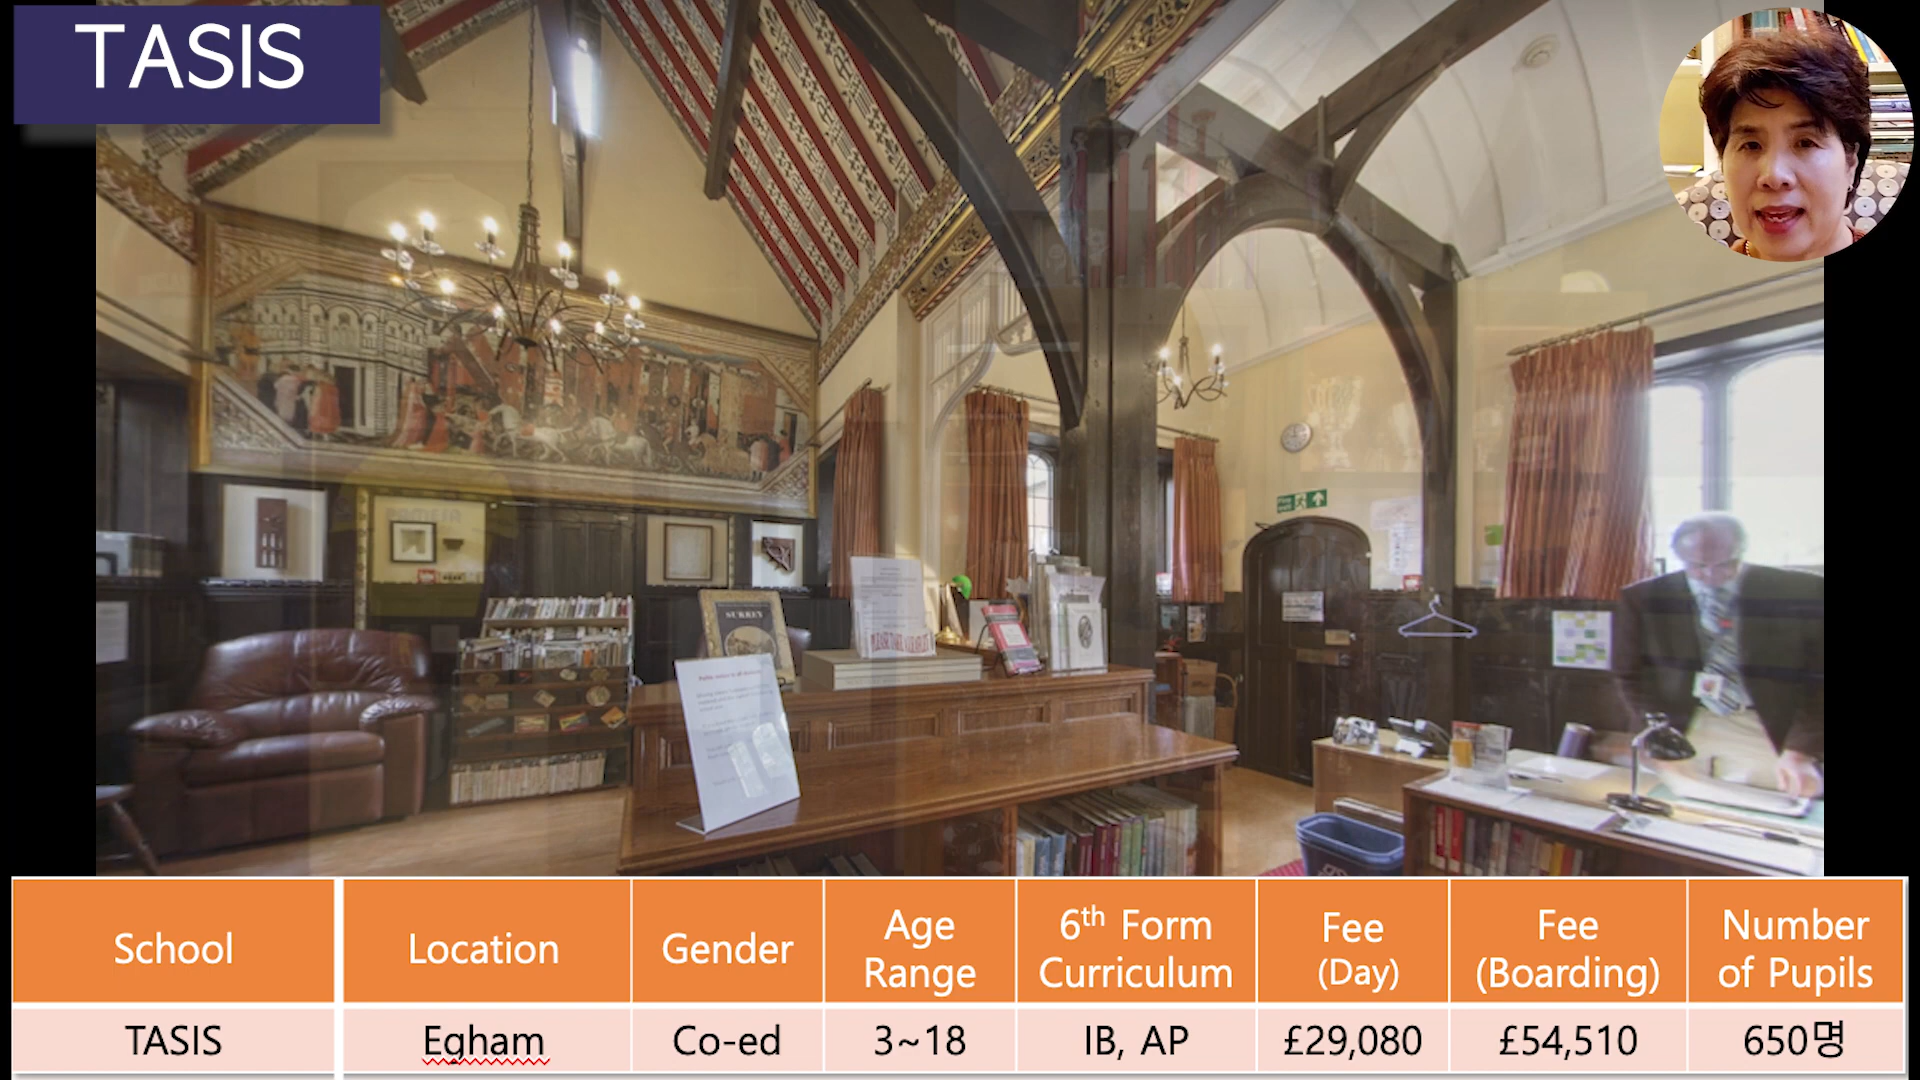 TASIS
SURREY
School
Location
Gender
Age
Range
6th Form
Curriculum
Fee
(Day)
Fee
(Boarding)
Number
of Pupils
TASIS
Egham
Co-ed
3~18
IB, AP
£29,080
£54,510
650명